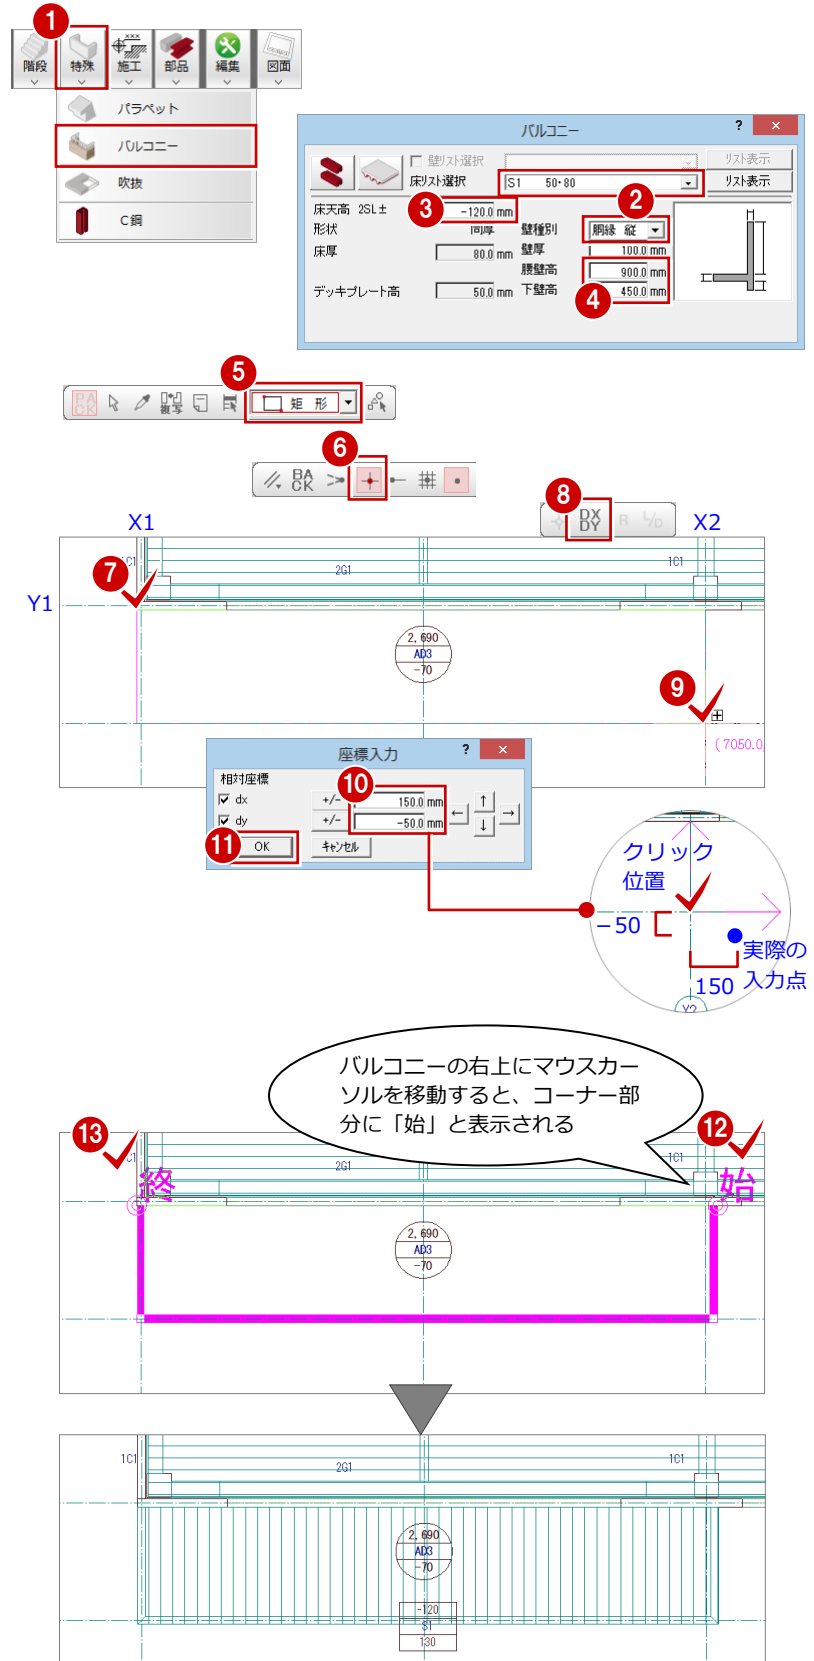 1
階段 特殊 施工 部品 編集 図面
パラペット
バルコニー
吹抜
C鋼
バルコニー ? ×
壁リスト選択 リスト表示
床リスト選択 S1 50・80 リスト表示
床天高 2SL± 3 -120.0 mm 2
形状 同厚 壁種別 胴縁 縦
床厚 80.0 mm 壁厚 100.0 mm
腰壁高 900.0 mm
デッキプレート高 50.0 mm 下壁高 4 450.0 mm
5
PA CK 複写 矩 形
6
BA CK
8
DX DY R L/D
X1 X2
1C1 2G1 1C1
7
Y1
2,690
AD3
-70
9
(7050.0
座標入力 ? ×
相対座標
10
dx +/- 150.0 mm ← ↑ →
dy +/- -50.0 mm ↓
11 OK キャンセル
クリック
位置
-50
実際の
150 入力点
Y2
バルコニーの右上にマウスカー
ソルを移動すると、コーナー部
分に「始」と表示される
13 12
C1 2G1 1C1
終 始
2,690
AD3
-70
1C1 2G1 1C1
2,690
AD3
-70
-120
S1
130